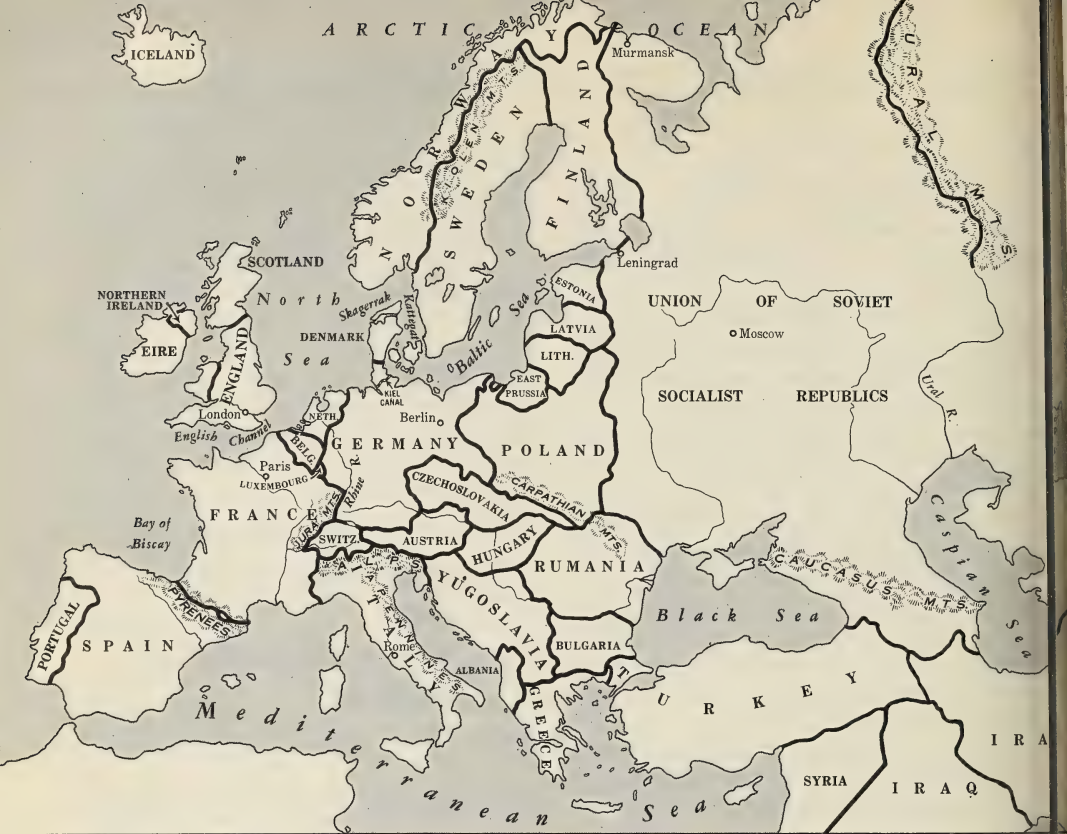 ARCTIC OCEAN
ICELAND
Murmansk
URAL MTS
NORWAY
KIOLEN MTS
SWEDEN
FINLAND
Leningrad
SCOTLAND
NORTHERN
IRELAND
EIRE
ENGLAND
London
English Channel
North
Sea
Skagerrak
Kattegat
DENMARK
Baltic Sea
KIEL
CANAL
ESTONIA
LATVIA
LITH.
EAST
PRUSSIA
UNION OF SOVIET
Moscow
SOCIALIST REPUBLICS
Ural R.
NETH.
BELG.
Berlin
GERMANY
Rhine R.
POLAND
Paris
LUXEMBOURG
FRANCE
JURA MTS
CZECHOSLOVAKIA
CARPATHIAN MTS
Bay of
Biscay
SWITZ.
AUSTRIA
HUNGARY
RUMANIA
ALPS
PYRENEES
PORTUGAL
SPAIN
ITALY
APENNINES
Rome
YUGOSLAVIA
BULGARIA
ALBANIA
GREECE
Black Sea
CAUCASUS MTS.
Caspian Sea
TURKEY
SYRIA
IRAQ
IRA
Mediterranean Sea